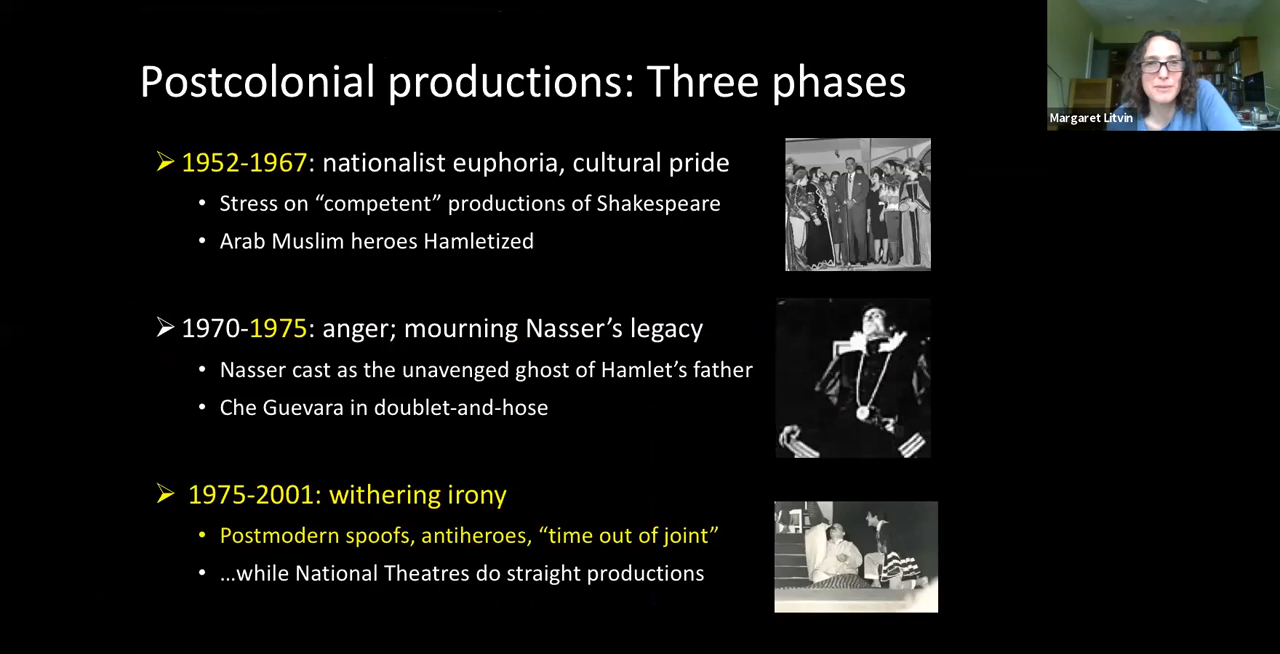 Postcolonial productions: Three phases
Margaret Litvin
➢ 1952-1967: nationalist euphoria, cultural pride
• Stress on “competent” productions of Shakespeare
• Arab Muslim heroes Hamletized
➢ 1970-1975: anger; mourning Nasser’s legacy
• Nasser cast as the unavenged ghost of Hamlet’s father
• Che Guevara in doublet-and-hose
➢ 1975-2001: withering irony
• Postmodern spoofs, antiheroes, “time out of joint”
• …while National Theatres do straight productions